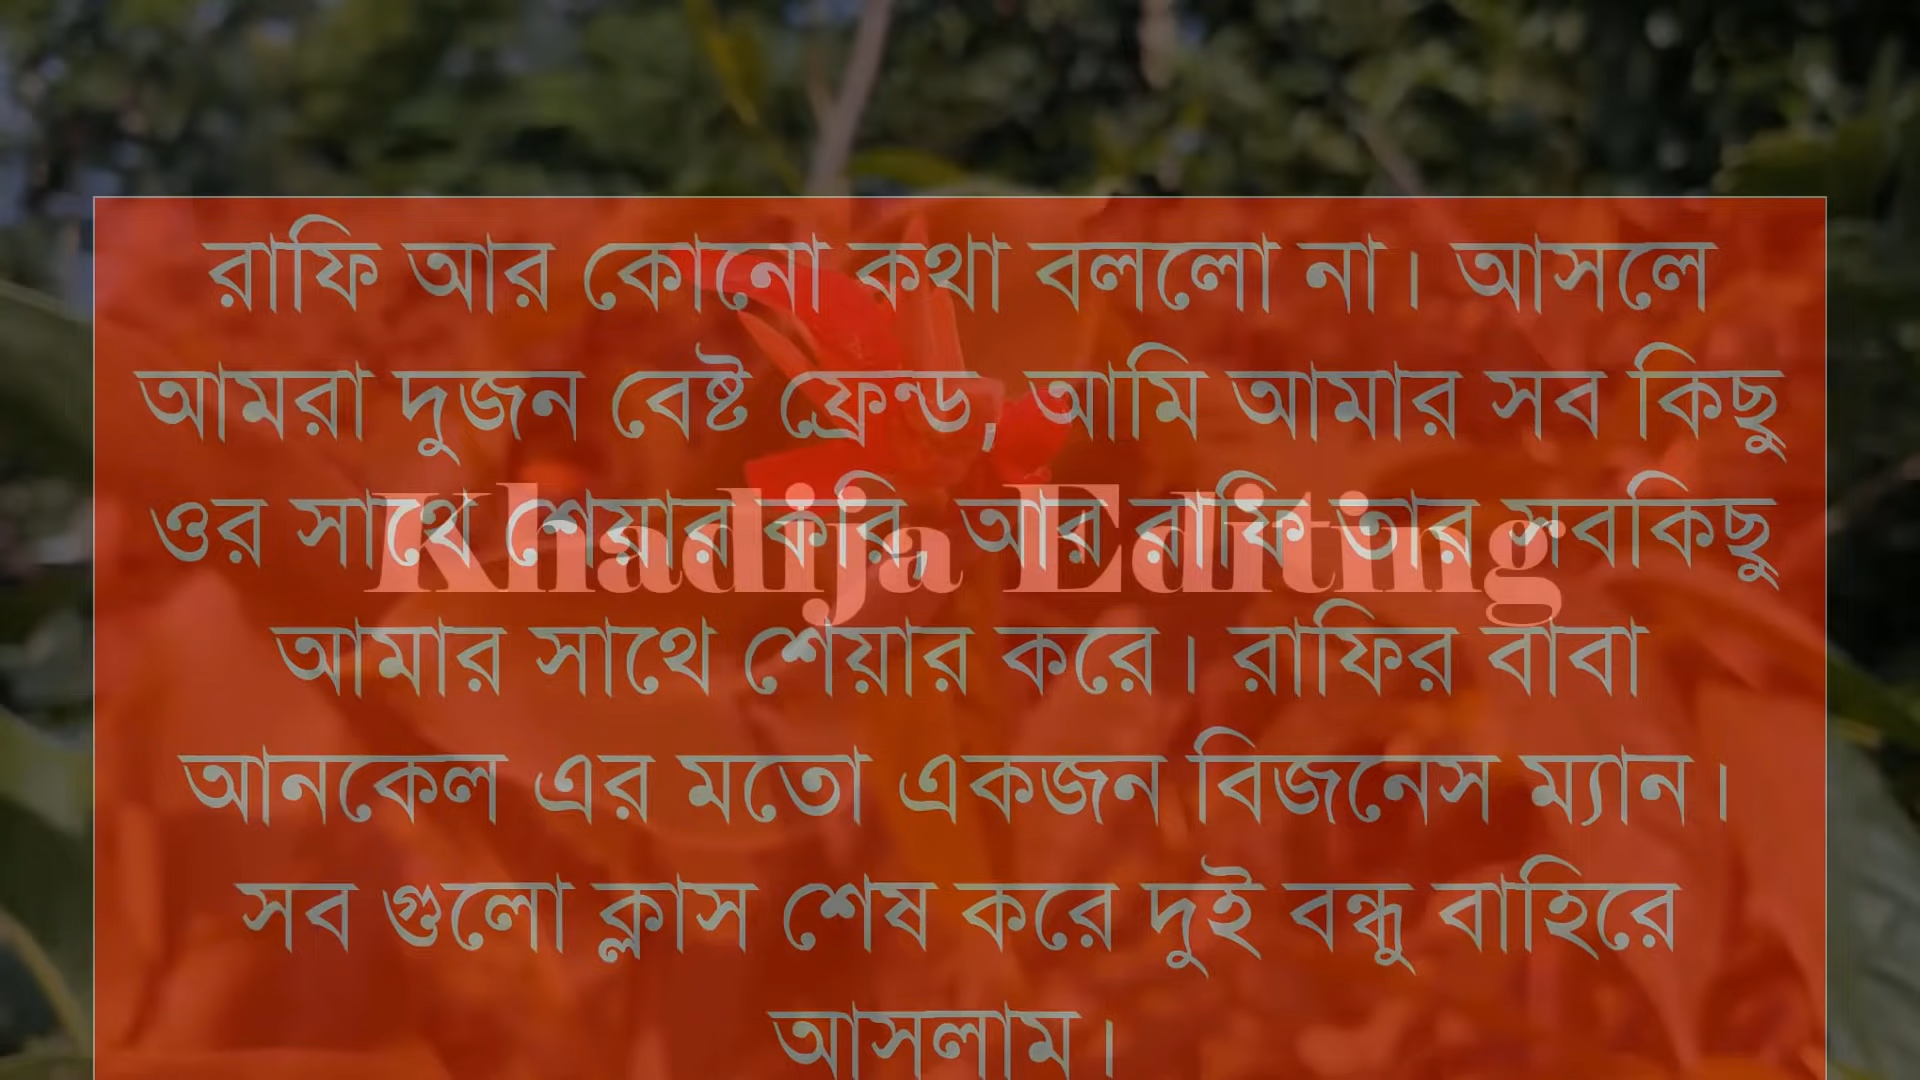 রাফি আর কোনো কথা বললো না। আসলে
আমরা দুজন বেষ্ট ফ্রেন্ড, আমি আমার সব কিছু
ওর সাথে শেয়ার করি, আর রাফি তার সবকিছু
Khadija Editing
আমার সাথে শেয়ার করে। রাফির বাবা
আনকেল এর মতো একজন বিজনেস ম্যান।
সব গুলো ক্লাস শেষ করে দুই বন্ধু বাহিরে
আসলাম।